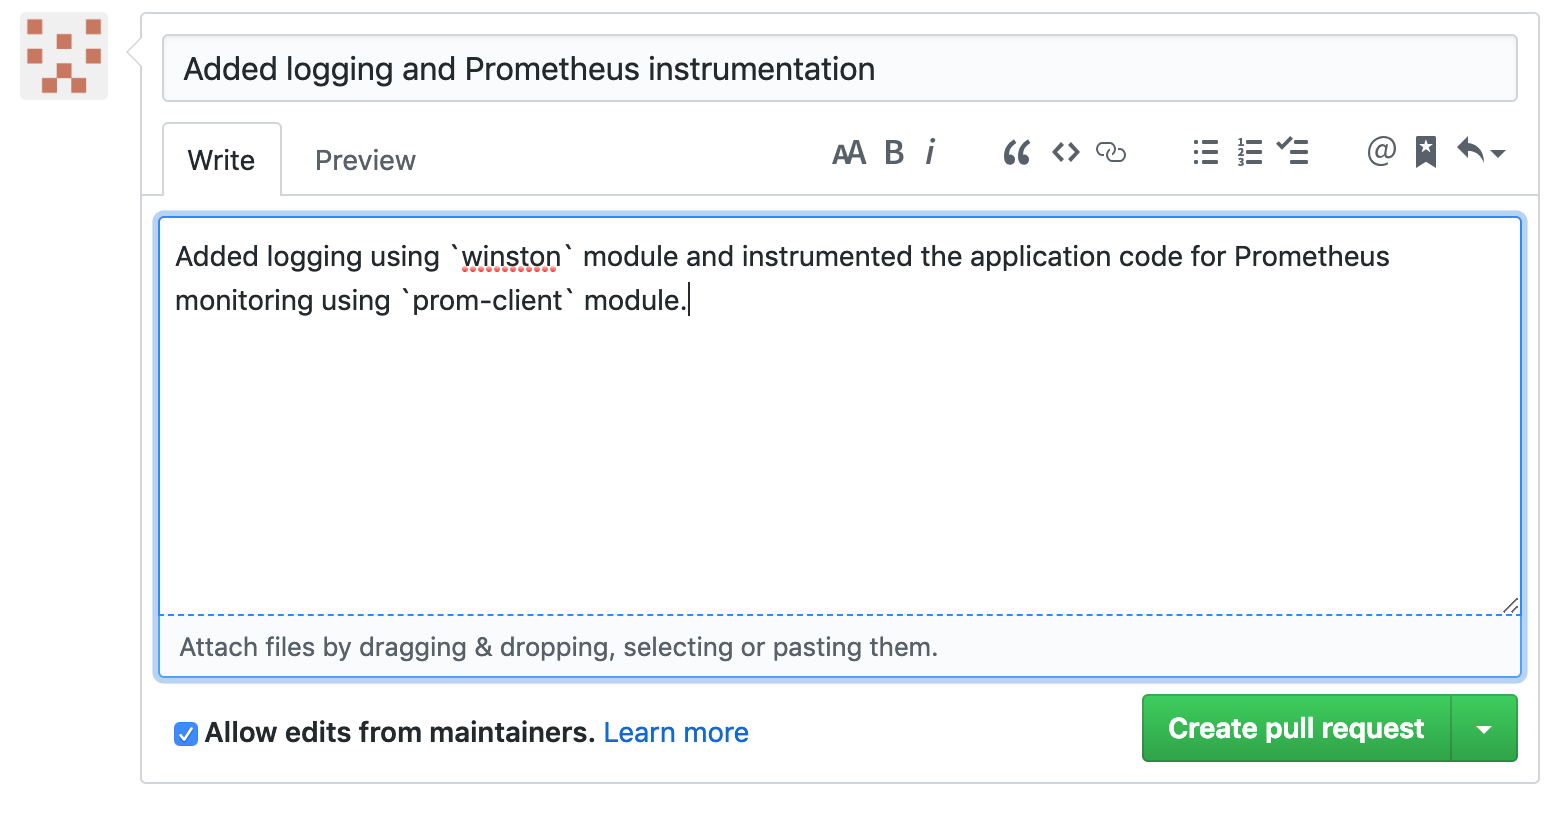 Added logging and Prometheus instrumentation
Write Preview
Added logging using `winston` module and instrumented the application code for Prometheus
monitoring using `prom-client` module.
Attach files by dragging & dropping, selecting or pasting them.
Allow edits from maintainers. Learn more
Create pull request